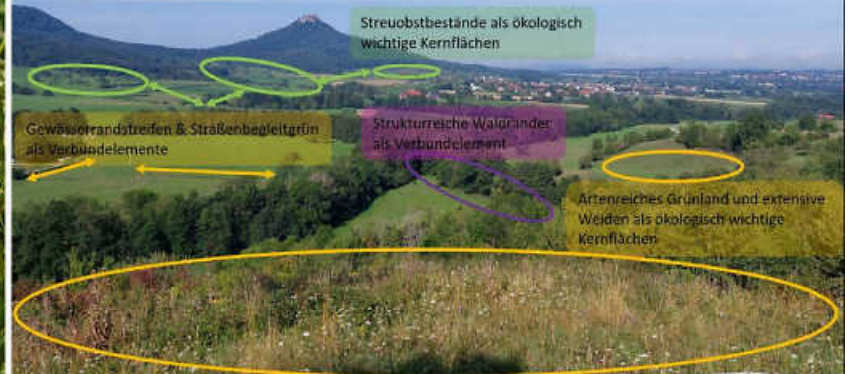 Streuobstbestände als ökologisch
wichtige Kernflächen
Gewässerrandstreifen & Straßenbegleitgrün
als Verbundelemente
Strukturreiche Waldränder
als Verbundelement
Artenreiches Grünland und extensive
Weiden als ökologisch wichtige
Kernflächen